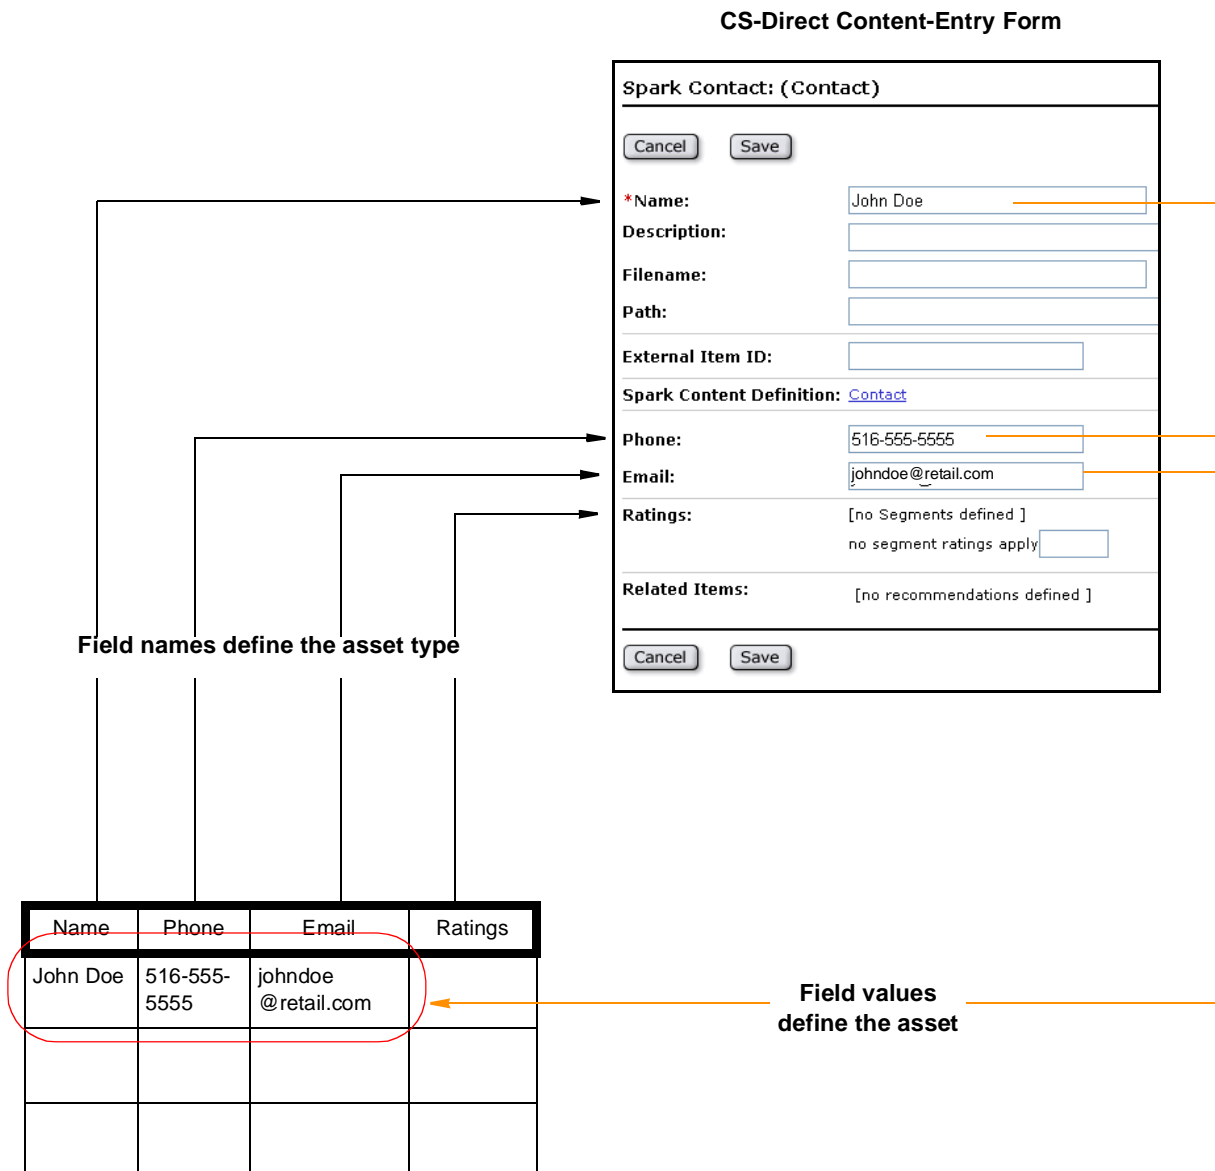 CS-Direct Content-Entry Form
Spark Contact: (Contact)
Cancel Save
*Name: John Doe
Description:
Filename:
Path:
External Item ID:
Spark Content Definition: Contact
Phone: 516-555-5555
Email: johndoe@retail.com
Ratings: [no Segments defined ]
no segment ratings apply
Related Items: [no recommendations defined ]
Cancel Save
Field names define the asset type
Name Phone Email Ratings
John Doe 516-555- johndoe
5555 @retail.com
Field values
define the asset